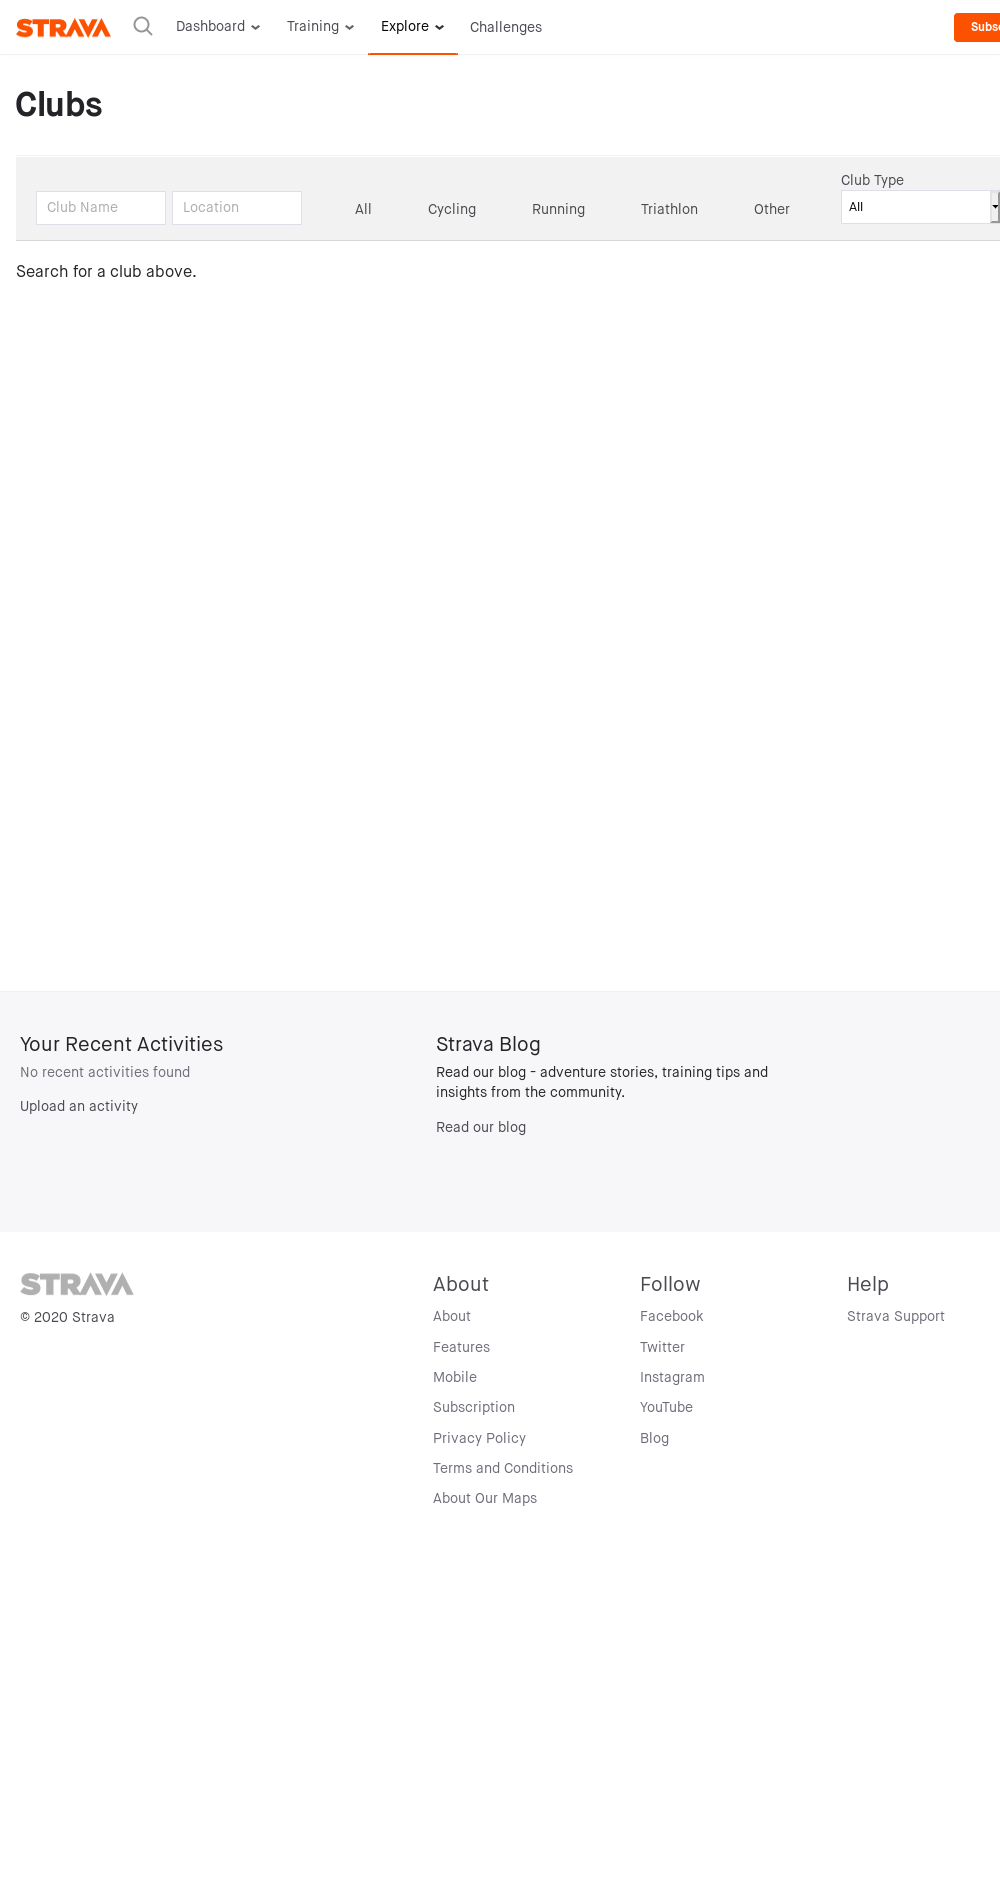 STRAVA
Dashboard
Training
Explore
Challenges
Clubs
Club Type
Club Name
Location
All
Cycling
Running
Triathlon
Other
All
Search for a club above.
Your Recent Activities
No recent activities found
Upload an activity
Strava Blog
Read our blog - adventure stories, training tips and
insights from the community.
Read our blog
STRAVA
© 2020 Strava
About
About
Features
Mobile
Subscription
Privacy Policy
Terms and Conditions
About Our Maps
Follow
Facebook
Twitter
Instagram
YouTube
Blog
Help
Strava Support